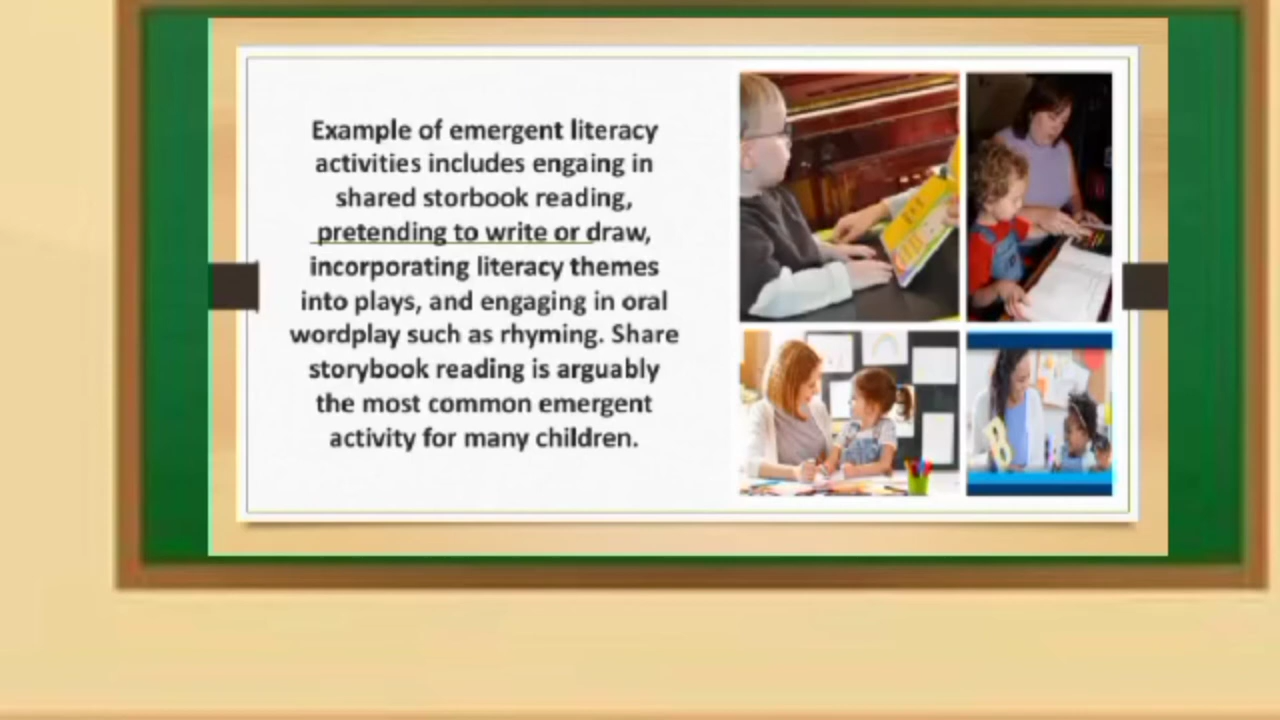 Example of emergent literacy
activities includes engaing in
shared storbook reading,
pretending to write or draw,
incorporating literacy themes
into plays, and engaging in oral
wordplay such as rhyming. Share
storybook reading is arguably
the most common emergent
activity for many children.
B